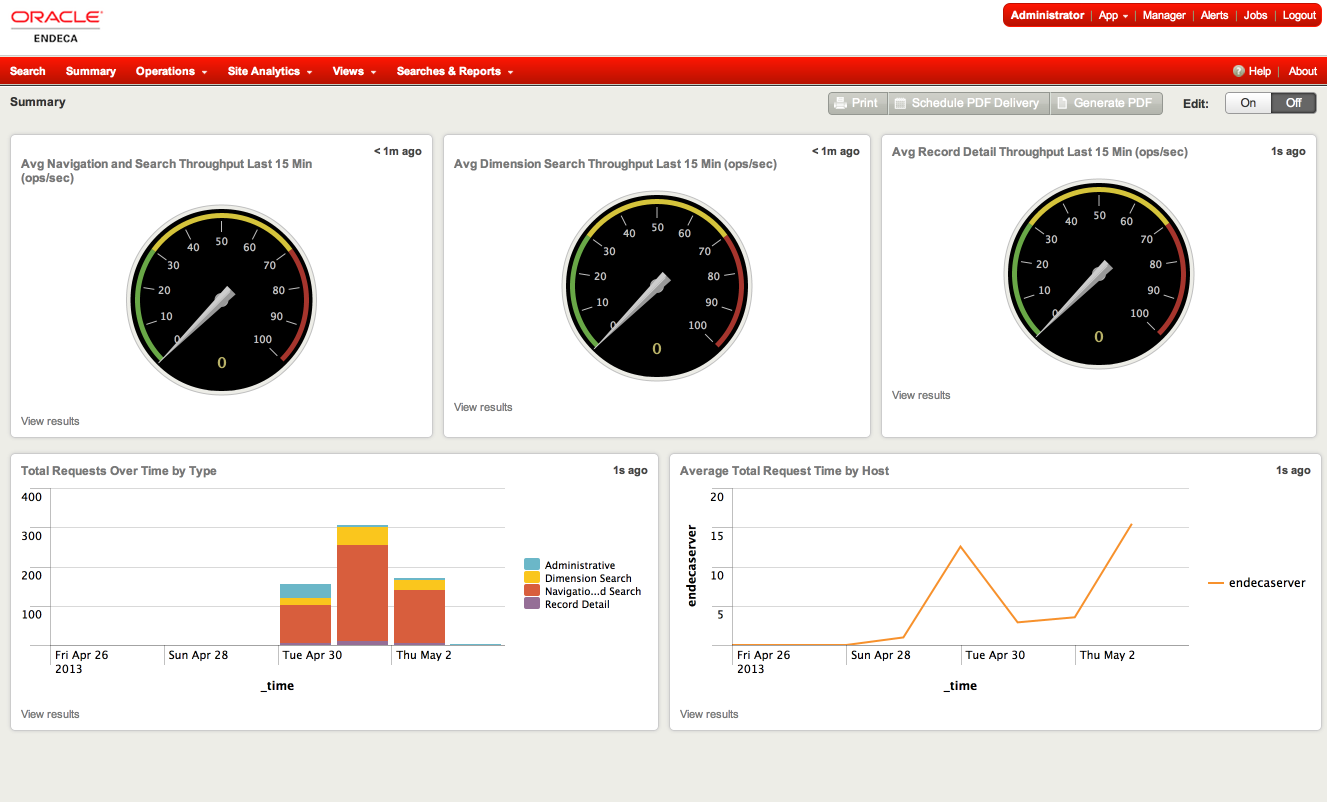 ORACLE
ENDECA
Administrator App Manager Alerts Jobs Logout
Search Summary Operations Site Analytics Views Searches & Reports ? Help About
Summary
Print Schedule PDF Delivery Generate PDF Edit: On Off
< 1m ago
Avg Navigation and Search Throughput Last 15 Min
(ops/sec)
0 10 20 30 40 50 60 70 80 90 100
0
View results
< 1m ago
Avg Dimension Search Throughput Last 15 Min (ops/sec)
0 10 20 30 40 50 60 70 80 90 100
0
View results
Avg Record Detail Throughput Last 15 Min (ops/sec) 1s ago
0 10 20 30 40 50 60 70 80 90 100
0
View results
Total Requests Over Time by Type 1s ago
400
300
200
100
Administrative
Dimension Search
Navigatio...d Search
Record Detail
Fri Apr 26 Sun Apr 28 Tue Apr 30 Thu May 2
2013
_time
View results
Average Total Request Time by Host 1s ago
20
15
10
5
endecaserver
endecaserver
Fri Apr 26 Sun Apr 28 Tue Apr 30 Thu May 2
2013
_time
View results